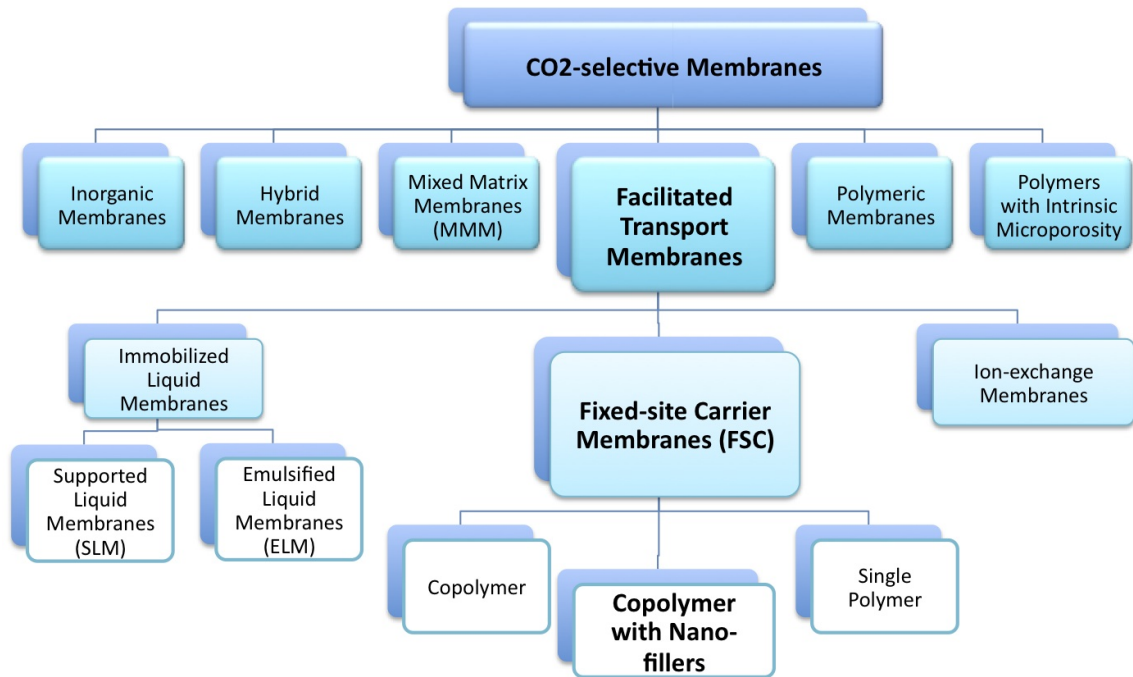 CO2-selective Membranes
Inorganic
Membranes
Hybrid
Membranes
Mixed Matrix
Membranes
(MMM)
Facilitated
Transport
Membranes
Polymeric
Membranes
Polymers
with Intrinsic
Microporosity
Immobilized
Liquid
Membranes
Fixed-site Carrier
Membranes (FSC)
Ion-exchange
Membranes
Supported
Liquid
Membranes
(SLM)
Emulsified
Liquid
Membranes
(ELM)
Copolymer
Copolymer
with Nano-
fillers
Single
Polymer